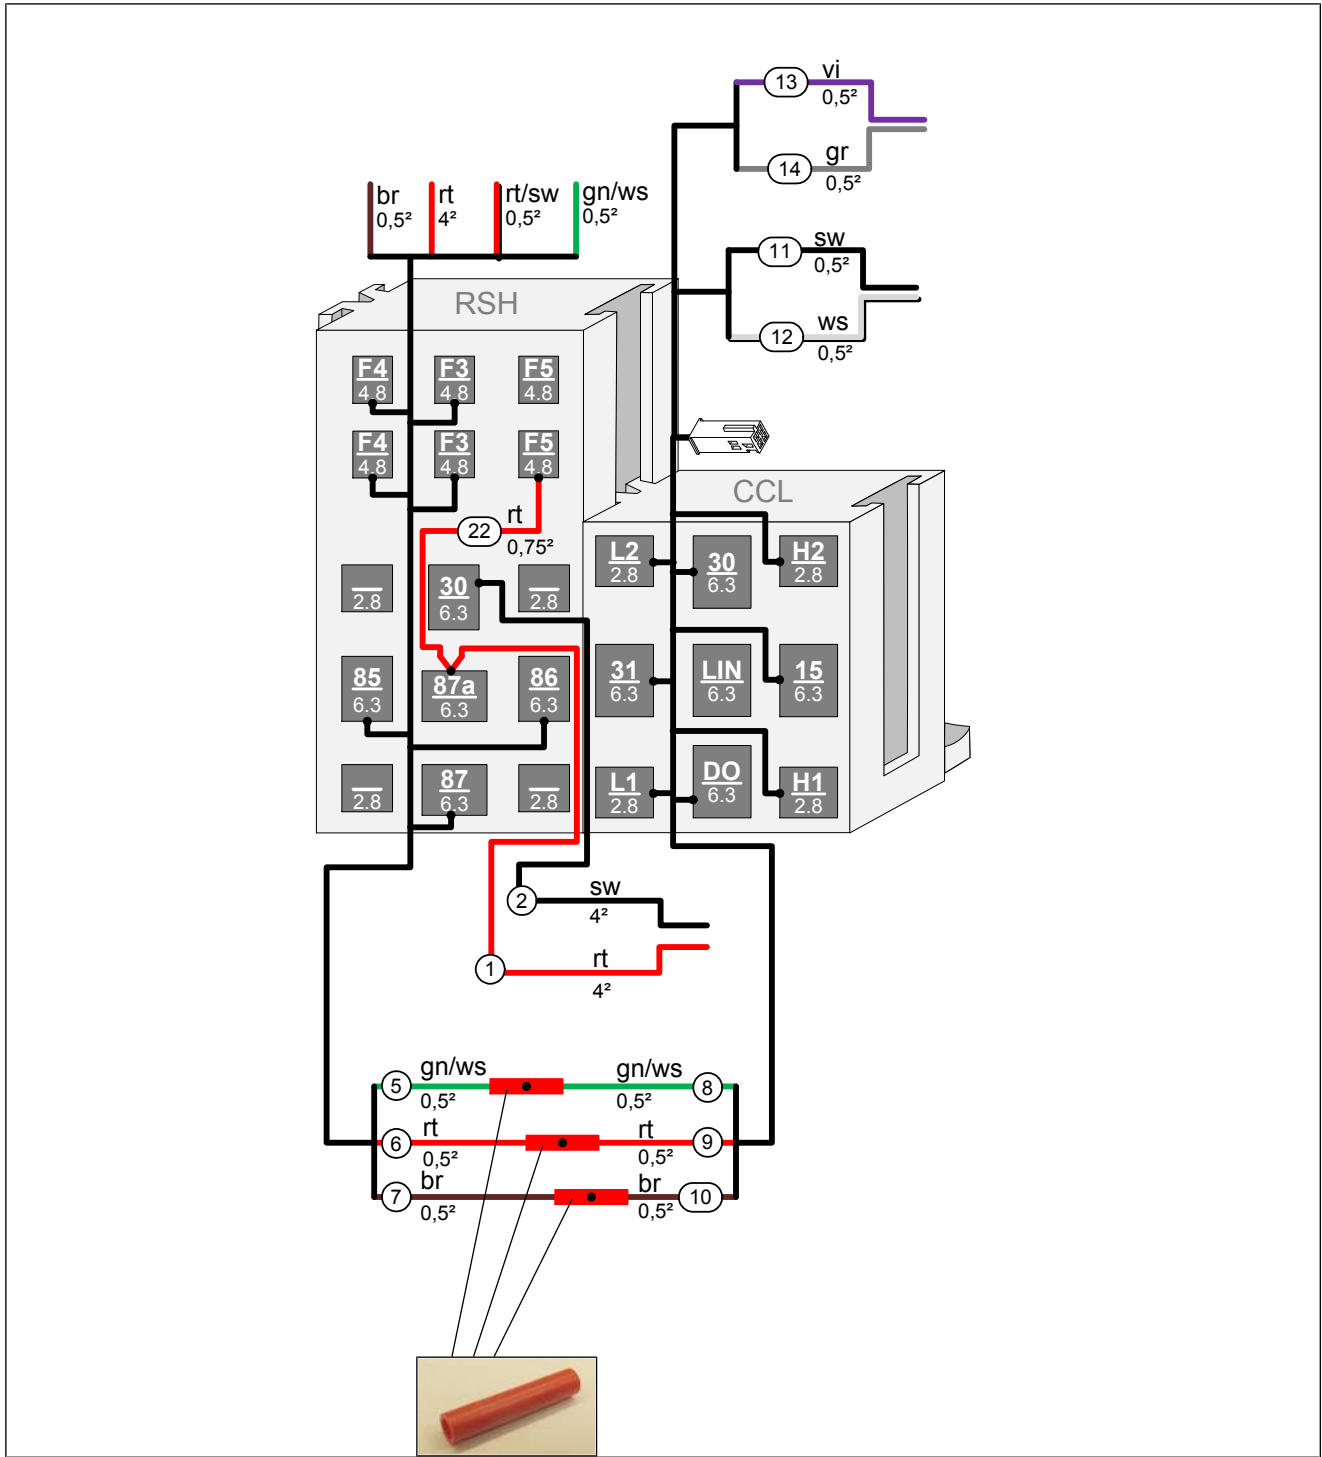 13 vi
0,5²
14 gr
0,5²
br rt rt/sw gn/ws
0,5² 4² 0,5² 0,5²
11 sw
0,5²
12 ws
0,5²
RSH
F4 F3 F5
4.8 4.8 4.8
F4 F3 F5
4.8 4.8 4.8
22 rt
0,75²
30
2.8 6.3 2.8
85 87a 86
6.3 6.3 6.3
87
2.8 6.3 2.8
CCL
L2 30 H2
2.8 6.3 2.8
31 LIN 15
6.3 6.3 6.3
L1 DO H1
2.8 6.3 2.8
2 sw
4²
1 rt
4²
5 gn/ws gn/ws 8
0,5² 0,5²
6 rt rt 9
0,5² 0,5²
7 br br 10
0,5² 0,5²